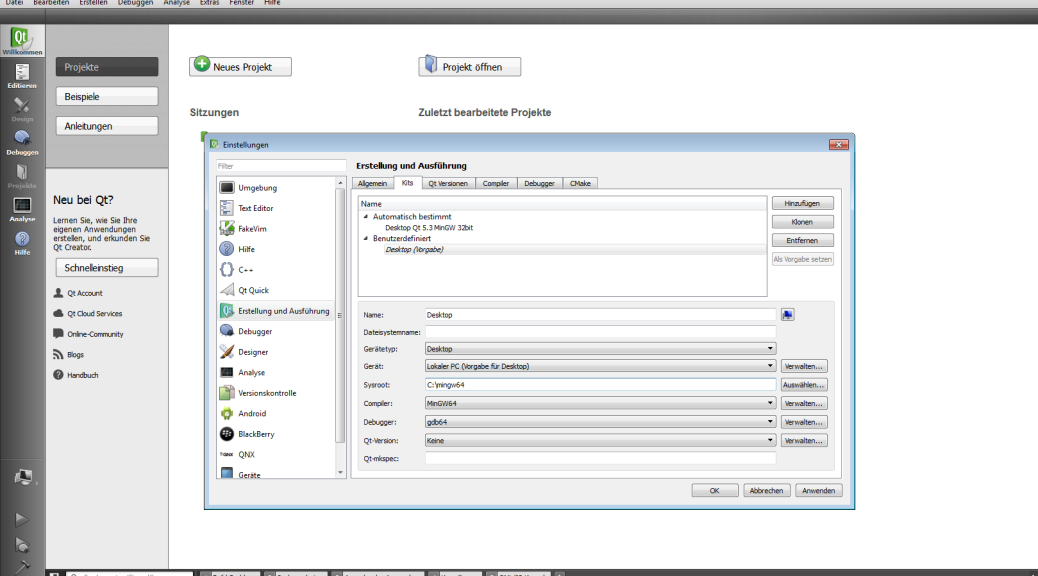 Datei Bearbeiten Erstellen Debuggen Analyse Extras Fenster Hilfe
Qt
Willkommen
Editieren
Design
Debuggen
Projekte
Analyse
Hilfe
Projekte
Beispiele
Anleitungen
Neu bei Qt?
Lernen Sie, wie Sie Ihre
eigenen Anwendungen
erstellen, und erkunden Sie
Qt Creator.
Schnelleinstieg
Qt Account
Qt Cloud Services
Online-Community
Blogs
Handbuch
Neues Projekt
Projekt öffnen
Sitzungen
Zuletzt bearbeitete Projekte
Einstellungen
Filter
Umgebung
Text Editor
FakeVim
Hilfe
C++
Qt Quick
Erstellung und Ausführung
Debugger
Designer
Analyse
Versionskontrolle
Android
BlackBerry
QNX
Geräte
Erstellung und Ausführung
Allgemein Kits Qt Versionen Compiler Debugger CMake
Name
Automatisch bestimmt
Desktop Qt 5.3 MinGW 32bit
Benutzerdefiniert
Desktop (Vorgabe)
Hinzufügen
Klonen
Entfernen
Als Vorgabe setzen
Name: Desktop
Dateisystemname:
Gerätetyp: Desktop
Gerät: Lokaler PC (Vorgabe für Desktop) Verwalten...
Sysroot: C:\mingw64 Auswählen...
Compiler: MinGW64 Verwalten...
Debugger: gdb64 Verwalten...
Qt-Version: Keine Verwalten...
Qt-mkspec:
OK Abbrechen Anwenden